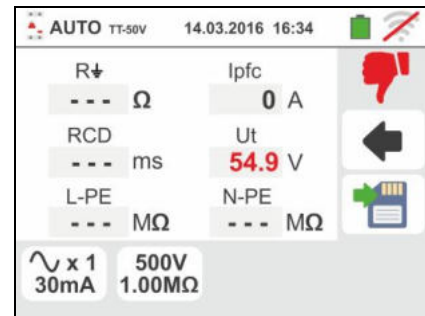 AUTO TT-50V 14.03.2016 16:34
R⏚ Ipfc
- - - Ω 0 A
RCD Ut
- - - ms 54.9 V
L-PE N-PE
- - - MΩ - - - MΩ
∿ x 1 500V
30mA 1.00MΩ